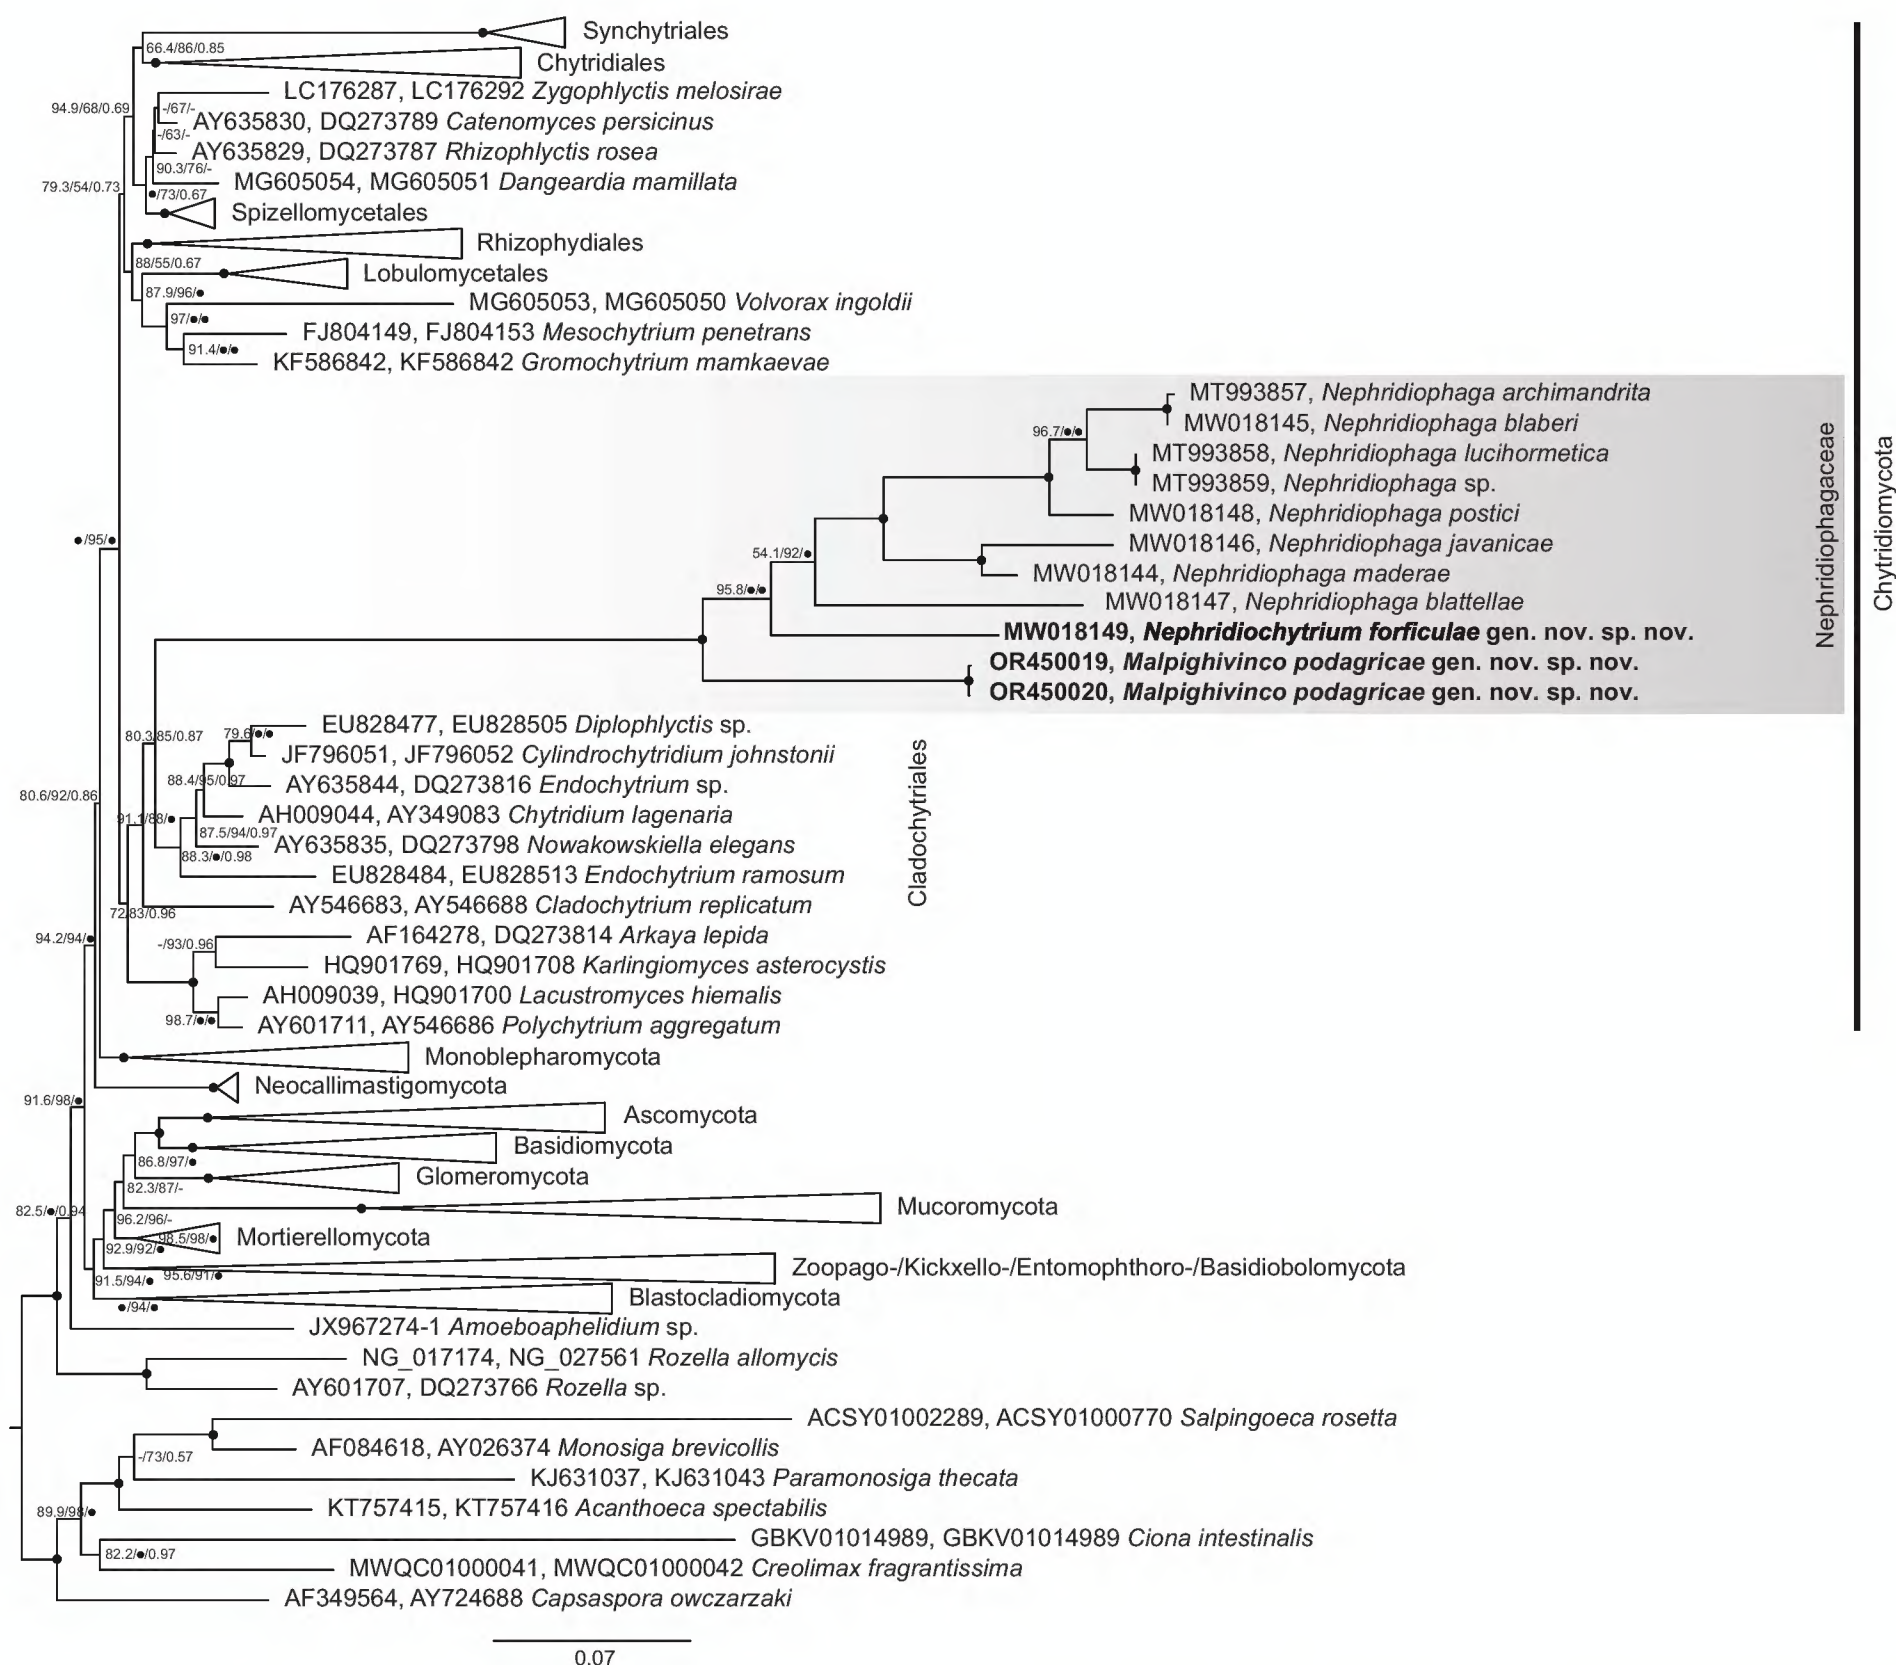 Synchytriales
66.4/86/0.85
Chytridiales
LC176287, LC176292 Zygophlyctis melosirae
94.9/68/0.69
-/67/-
AY635830, DQ273789 Catenomyces persicinus
-/63/-
AY635829, DQ273787 Rhizophlyctis rosea
90.3/76/-
MG605054, MG605051 Dangeardia mamillata
79.3/54/0.73
●/73/0.67
Spizellomycetales
Rhizophydiales
88/55/0.67
Lobulomycetales
87.9/96/●
MG605053, MG605050 Volvorax ingoldii
97/●/●
FJ804149, FJ804153 Mesochytrium penetrans
91.4/●/●
KF586842, KF586842 Gromochytrium mamkaevae
MT993857, Nephridiophaga archimandrita
MW018145, Nephridiophaga blaberi
96.7/●/●
MT993858, Nephridiophaga lucihormetica
MT993859, Nephridiophaga sp.
MW018148, Nephridiophaga postici
●/95/●
MW018146, Nephridiophaga javanicae
54.1/92/●
MW018144, Nephridiophaga maderae
95.8/●/●
MW018147, Nephridiophaga blattellae
MW018149, Nephridiochytrium forficulae gen. nov. sp. nov.
OR450019, Malpighivinco podagricae gen. nov. sp. nov.
OR450020, Malpighivinco podagricae gen. nov. sp. nov.
Nephridiophagaceae
Chytridiomycota
EU828477, EU828505 Diplophlyctis sp.
80.3/85/0.87
79.6/●/●
JF796051, JF796052 Cylindrochytridium johnstonii
88.4/95/0.97
AY635844, DQ273816 Endochytrium sp.
80.6/92/0.86
AH009044, AY349083 Chytridium lagenaria
91.1/88/●
87.5/94/0.97
AY635835, DQ273798 Nowakowskiella elegans
88.3/●/0.98
EU828484, EU828513 Endochytrium ramosum
Cladochytriales
AY546683, AY546688 Cladochytrium replicatum
72/83/0.96
AF164278, DQ273814 Arkaya lepida
94.2/94/●
-/93/0.96
HQ901769, HQ901708 Karlingiomyces asterocystis
AH009039, HQ901700 Lacustromyces hiemalis
98.7/●/●
AY601711, AY546686 Polychytrium aggregatum
Monoblepharomycota
Neocallimastigomycota
91.6/98/●
Ascomycota
Basidiomycota
86.8/97/●
Glomeromycota
82.3/87/-
Mucoromycota
82.5/●/0.94
96.2/96/-
98.5/98/●
Mortierellomycota
92.9/92/●
Zoopago-/Kickxello-/Entomophthoro-/Basidiobolomycota
91.5/94/●
95.6/91/●
Blastocladiomycota
●/94/●
JX967274-1 Amoeboaphelidium sp.
NG_017174, NG_027561 Rozella allomycis
AY601707, DQ273766 Rozella sp.
ACSY01002289, ACSY01000770 Salpingoeca rosetta
AF084618, AY026374 Monosiga brevicollis
-/73/0.57
KJ631037, KJ631043 Paramonosiga thecata
KT757415, KT757416 Acanthoeca spectabilis
89.9/98/●
GBKV01014989, GBKV01014989 Ciona intestinalis
82.2/●/0.97
MWQC01000041, MWQC01000042 Creolimax fragrantissima
AF349564, AY724688 Capsaspora owczarzaki
0.07